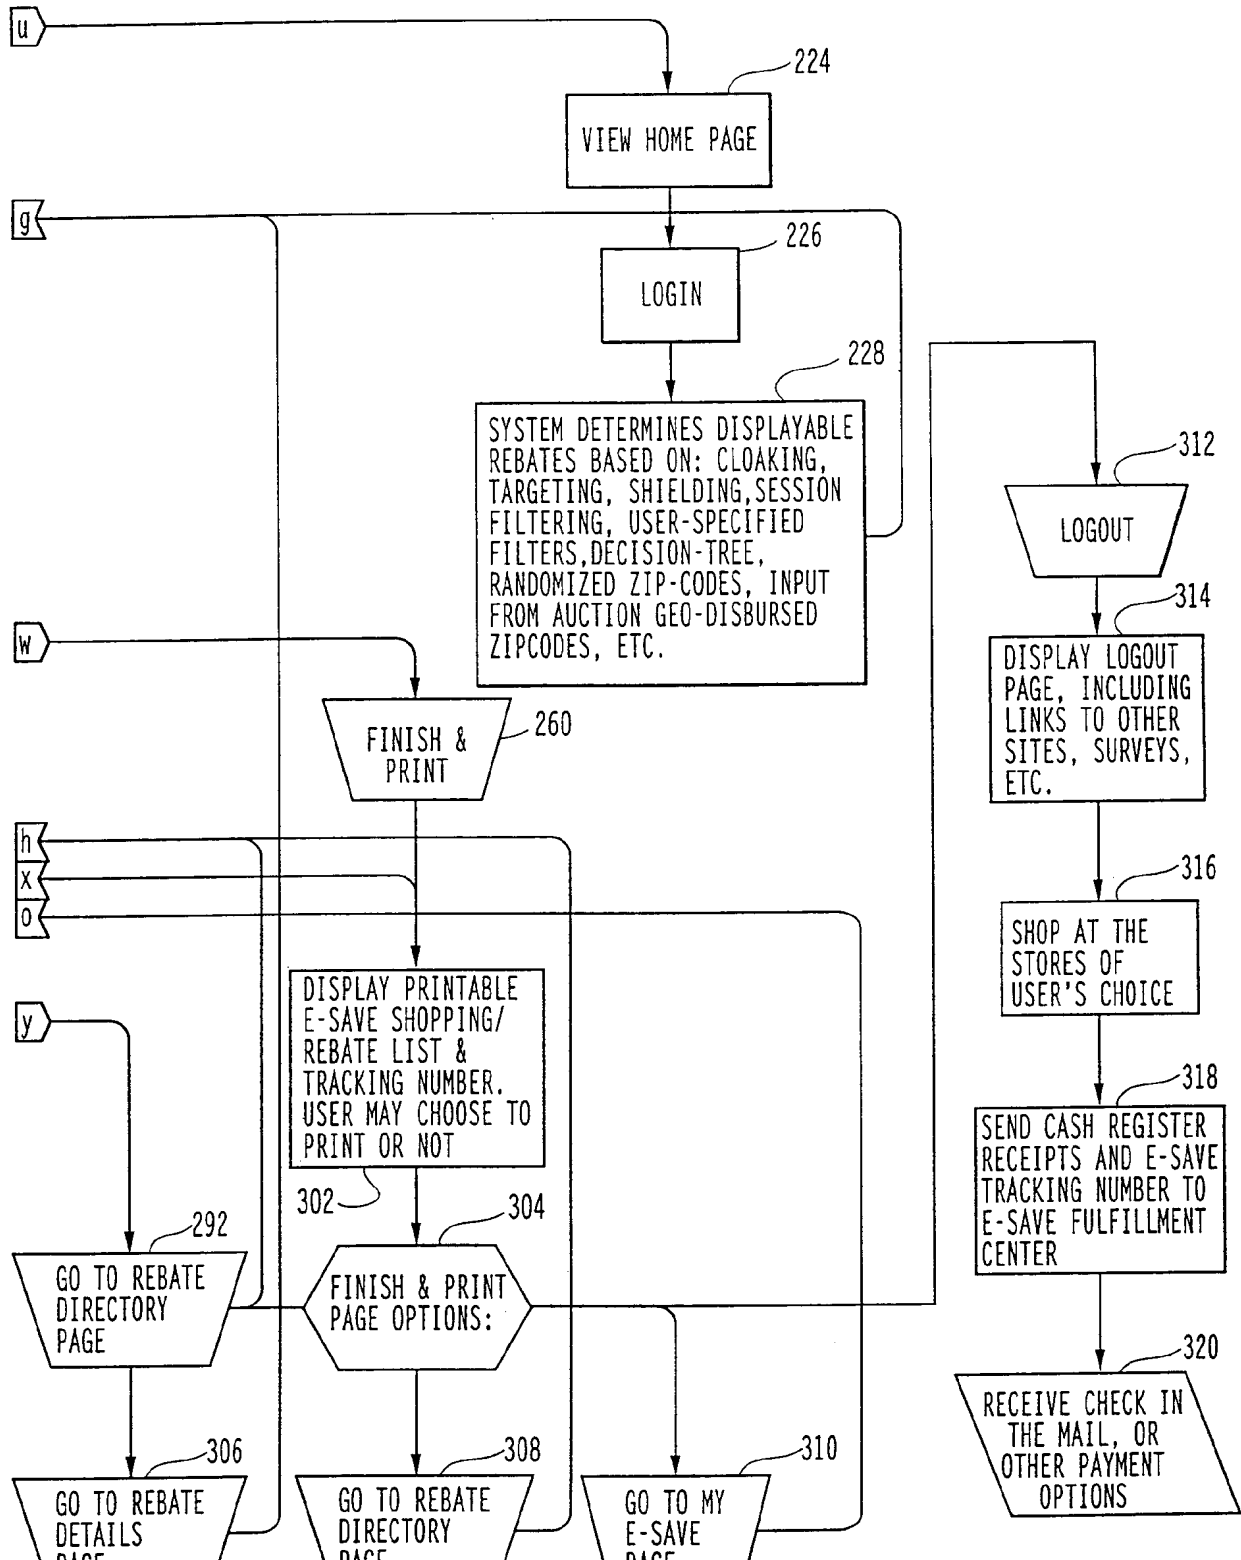 u
224
VIEW HOME PAGE
g
226
LOGIN
228
SYSTEM DETERMINES DISPLAYABLE
REBATES BASED ON: CLOAKING,
TARGETING, SHIELDING,SESSION
FILTERING, USER-SPECIFIED
FILTERS,DECISION-TREE,
RANDOMIZED ZIP-CODES, INPUT
FROM AUCTION GEO-DISBURSED
ZIPCODES, ETC.
w
FINISH &
PRINT
260
h
x
o
DISPLAY PRINTABLE
E-SAVE SHOPPING/
REBATE LIST &
TRACKING NUMBER.
USER MAY CHOOSE TO
PRINT OR NOT
302
y
292
GO TO REBATE
DIRECTORY
PAGE
304
FINISH & PRINT
PAGE OPTIONS:
306
GO TO REBATE
DETAILS
PAGE
308
GO TO REBATE
DIRECTORY
PAGE
310
GO TO MY
E-SAVE
PAGE
312
LOGOUT
314
DISPLAY LOGOUT
PAGE, INCLUDING
LINKS TO OTHER
SITES, SURVEYS,
ETC.
316
SHOP AT THE
STORES OF
USER'S CHOICE
318
SEND CASH REGISTER
RECEIPTS AND E-SAVE
TRACKING NUMBER TO
E-SAVE FULFILLMENT
CENTER
320
RECEIVE CHECK IN
THE MAIL, OR
OTHER PAYMENT
OPTIONS